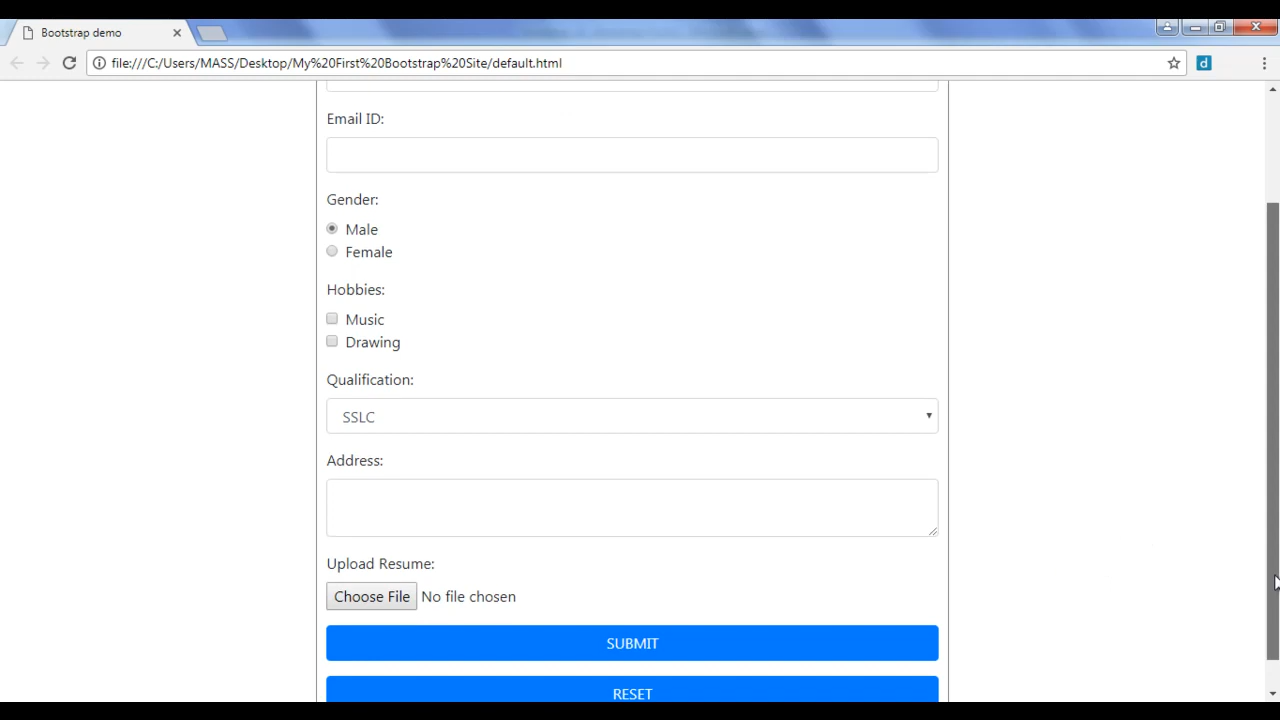 Bootstrap demo
file:///C:/Users/MASS/Desktop/My%20First%20Bootstrap%20Site/default.html
d
Email ID:
Gender:
Male
Female
Hobbies:
Music
Drawing
Qualification:
SSLC
Address:
Upload Resume:
Choose File No file chosen
SUBMIT
RESET